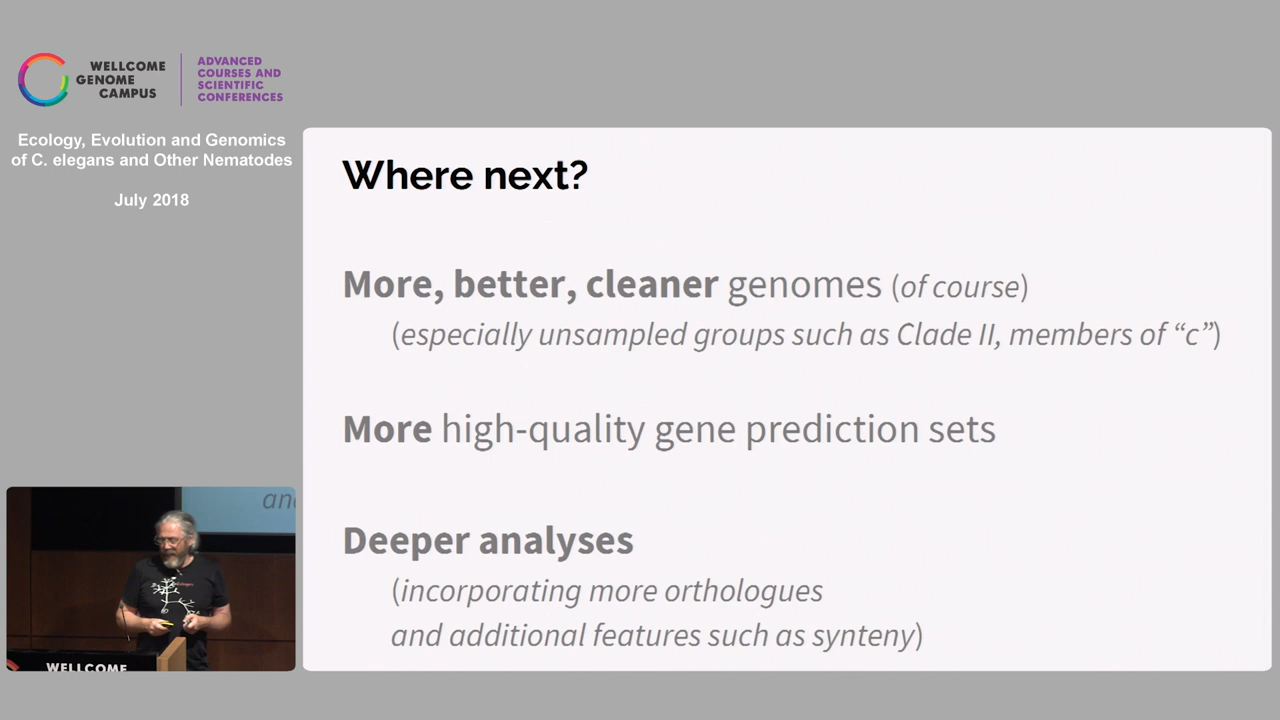 WELLCOME
GENOME
CAMPUS
ADVANCED
COURSES AND
SCIENTIFIC
CONFERENCES
Ecology, Evolution and Genomics
of C. elegans and Other Nematodes
July 2018
Where next?
More, better, cleaner genomes (of course)
(especially unsampled groups such as Clade II, members of “c”)
More high-quality gene prediction sets
Deeper analyses
(incorporating more orthologues
and additional features such as synteny)
WELLCOME